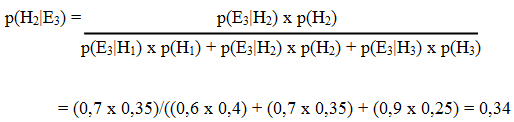 p(H₂|E₃) =
p(E₃|H₂) x p(H₂)
p(E₃|H₁) x p(H₁) + p(E₃|H₂) x p(H₂) + p(E₃|H₃) x p(H₃)
= (0,7 x 0,35)/((0,6 x 0,4) + (0,7 x 0,35) + (0,9 x 0,25) = 0,34